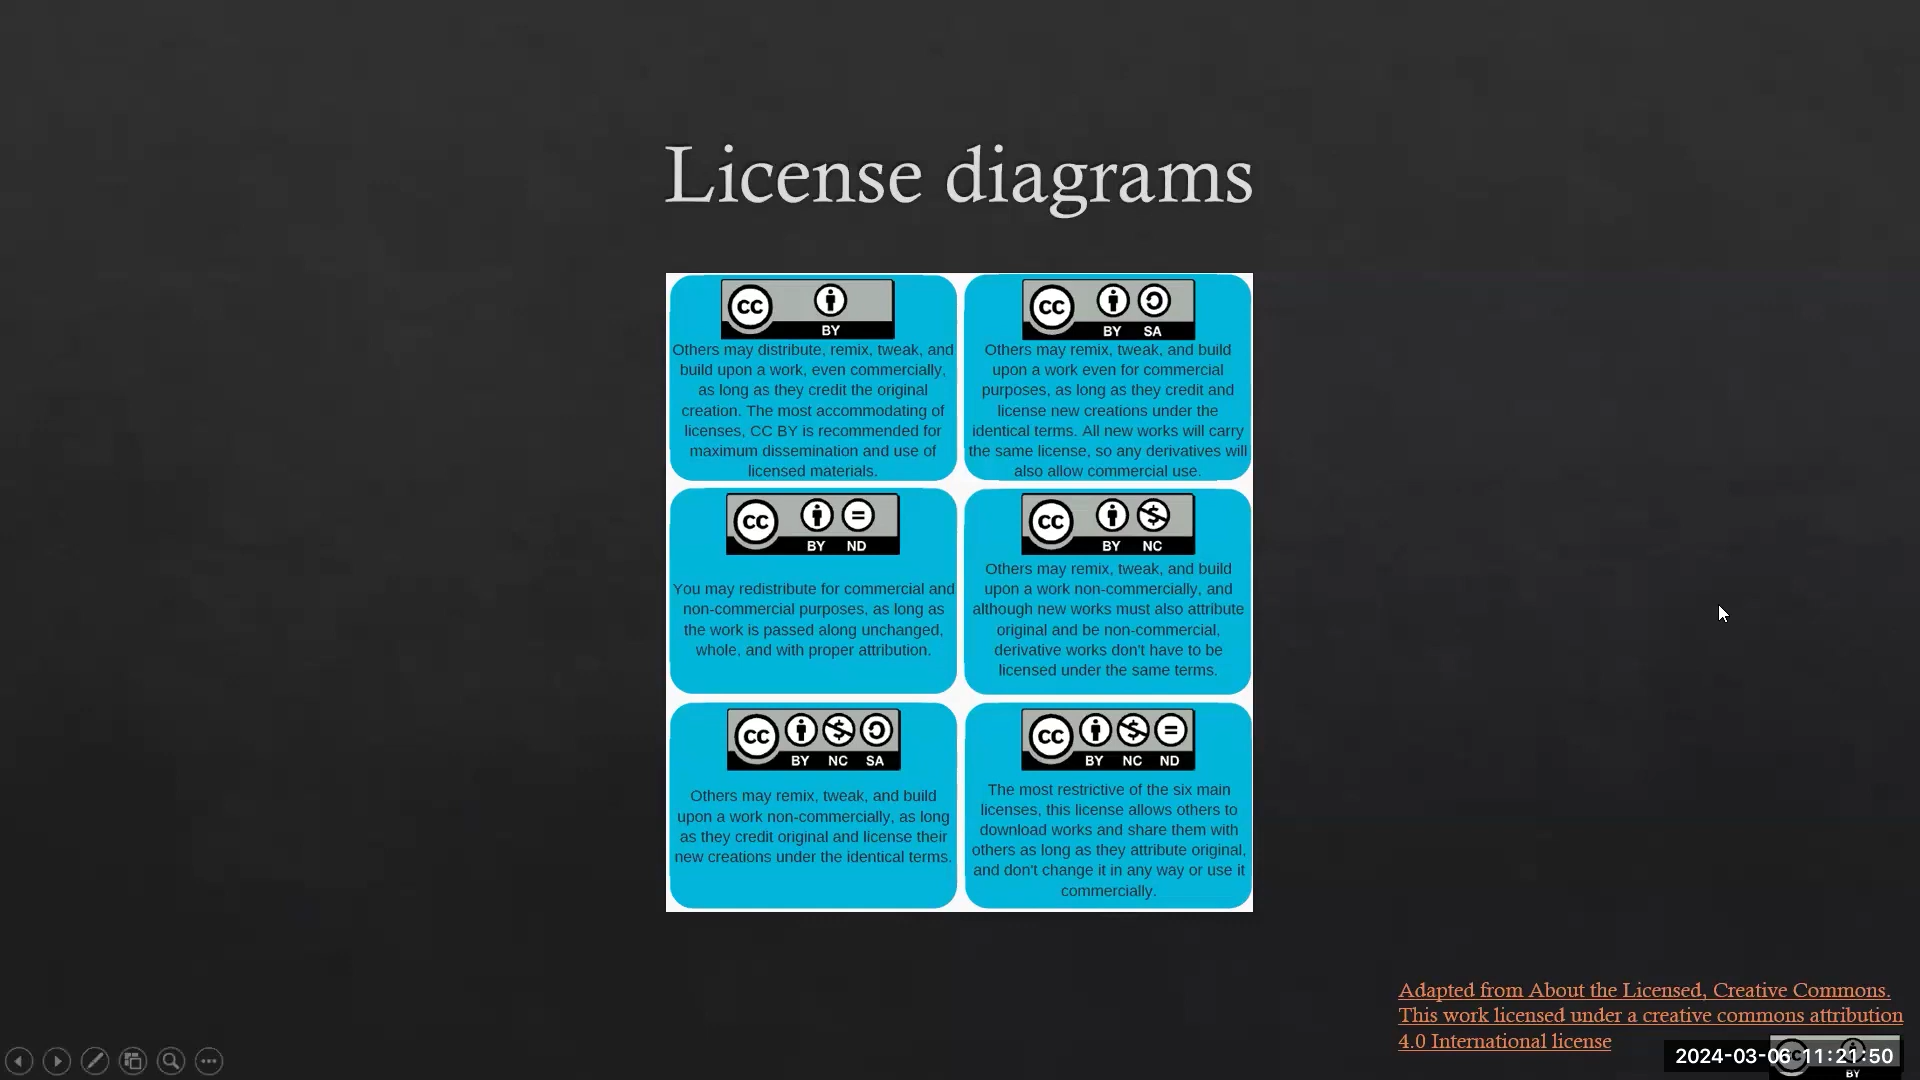 License diagrams
CC BY
Others may distribute, remix, tweak, and
build upon a work, even commercially,
as long as they credit the original
creation. The most accommodating of
licenses, CC BY is recommended for
maximum dissemination and use of
licensed materials.
CC BY SA
Others may remix, tweak, and build
upon a work even for commercial
purposes, as long as they credit and
license new creations under the
identical terms. All new works will carry
the same license, so any derivatives will
also allow commercial use.
CC BY ND
You may redistribute for commercial and
non-commercial purposes, as long as
the work is passed along unchanged,
whole, and with proper attribution.
CC BY NC
Others may remix, tweak, and build
upon a work non-commercially, and
although new works must also attribute
original and be non-commercial,
derivative works don't have to be
licensed under the same terms.
CC BY NC SA
Others may remix, tweak, and build
upon a work non-commercially, as long
as they credit original and license their
new creations under the identical terms.
CC BY NC ND
The most restrictive of the six main
licenses, this license allows others to
download works and share them with
others as long as they attribute original,
and don't change it in any way or use it
commercially.
Adapted from About the Licensed, Creative Commons.
This work licensed under a creative commons attribution
4.0 International license
2024-03-06 11:21:50
CC BY